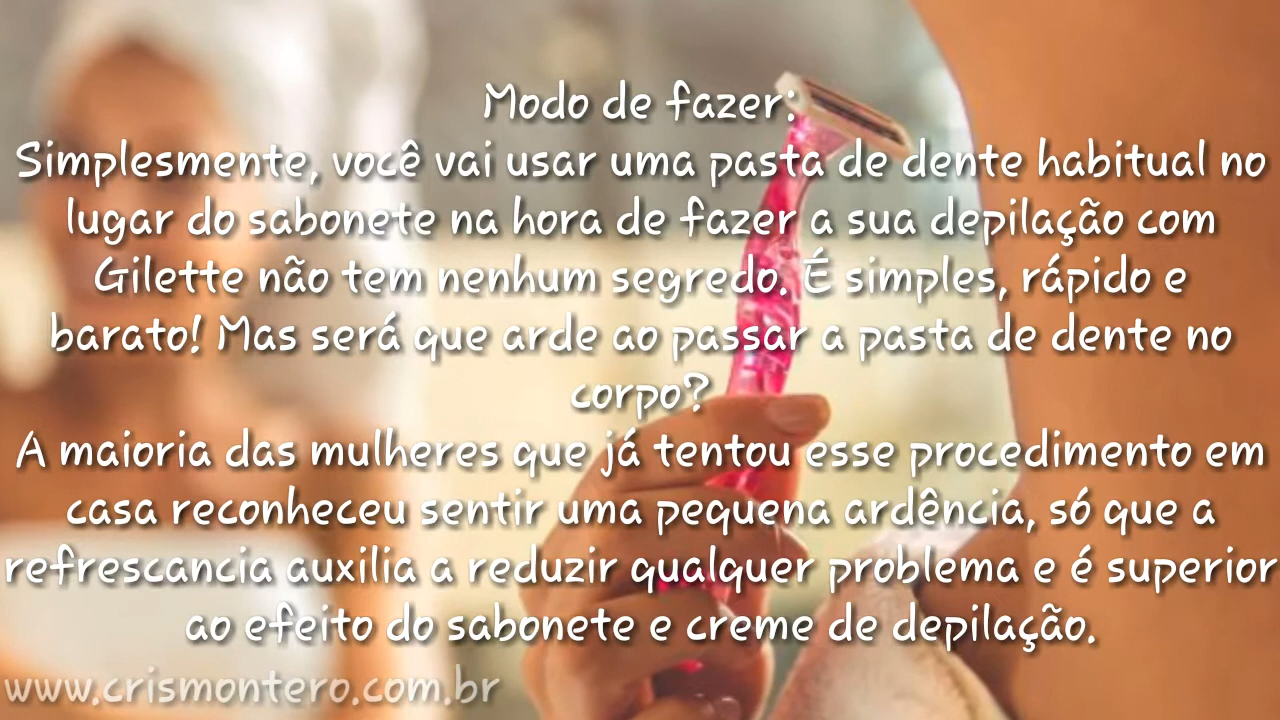 Modo de fazer:
Simplesmente, você vai usar uma pasta de dente habitual no
lugar do sabonete na hora de fazer a sua depilação com
Gilette não tem nenhum segredo. É simples, rápido e
barato! Mas será que arde ao passar a pasta de dente no
corpo?
A maioria das mulheres que já tentou esse procedimento em
casa reconheceu sentir uma pequena ardência, só que a
refrescancia auxilia a reduzir qualquer problema e é superior
ao efeito do sabonete e creme de depilação.
www.crismontero.com.br